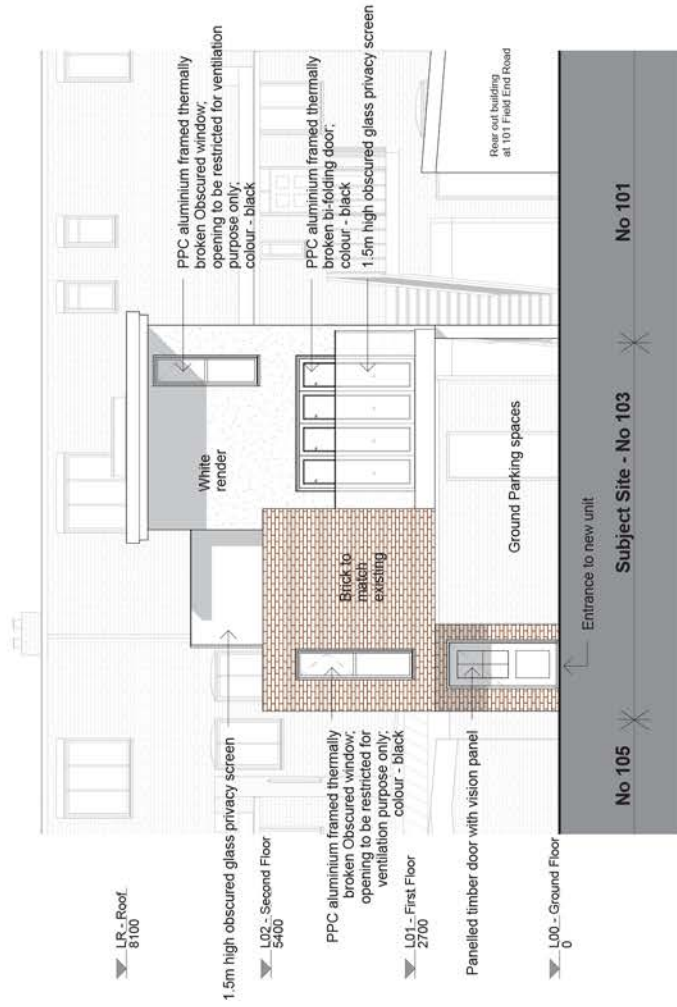 LR - Roof.
8100
1.5m high obscured glass privacy screen
L02 - Second Floor
5400
PPC aluminium framed thermally
broken Obscured window;
opening to be restricted for
ventilation purpose only;
colour - black
L01 - First Floor
2700
Panelled timber door with vision panel
L00 - Ground Floor
0
White
render
Brick to
match
existing
Ground Parking spaces
Entrance to new unit
PPC aluminium framed thermally
broken Obscured window;
opening to be restricted for ventilation
purpose only;
colour - black
PPC aluminium framed thermally
broken bi-folding door;
colour - black
1.5m high obscured glass privacy screen
Rear out building
at 101 Field End Road
No 105
Subject Site - No 103
No 101